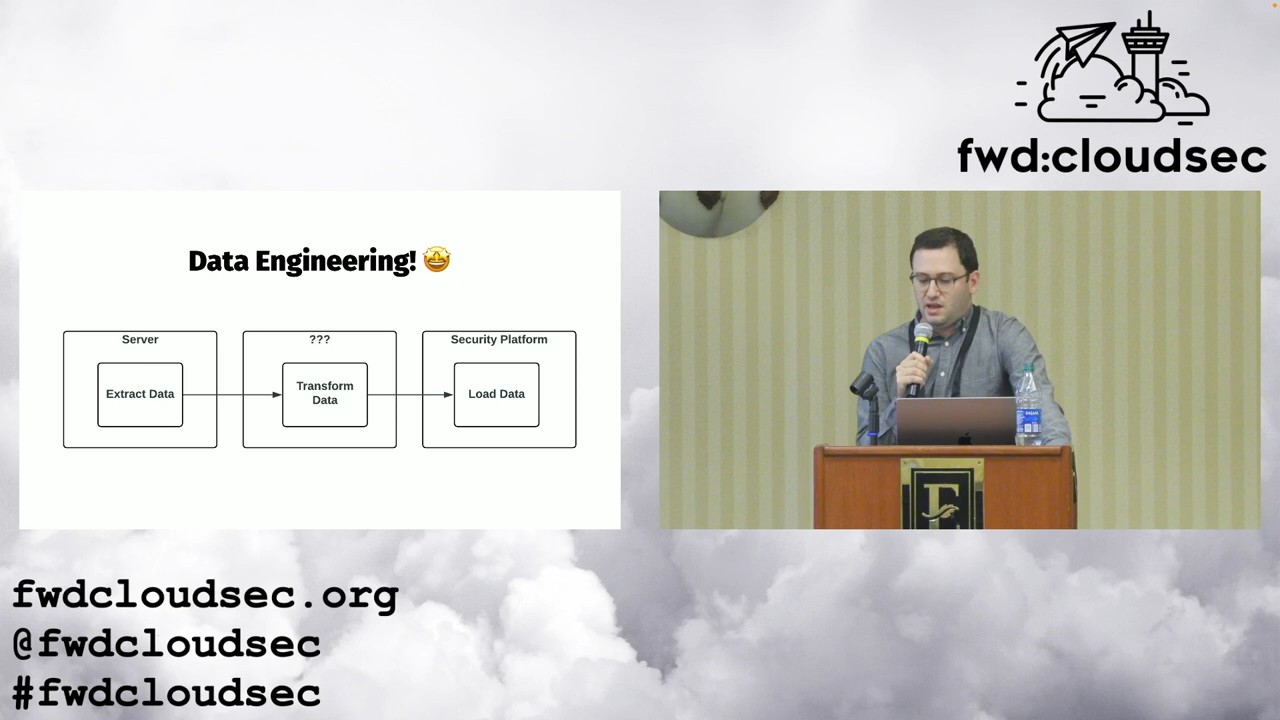 fwd:cloudsec
Data Engineering! 🤩
Server
Extract Data
???
Transform
Data
Security Platform
Load Data
E
fwdcloudsec.org
@fwdcloudsec
#fwdcloudsec